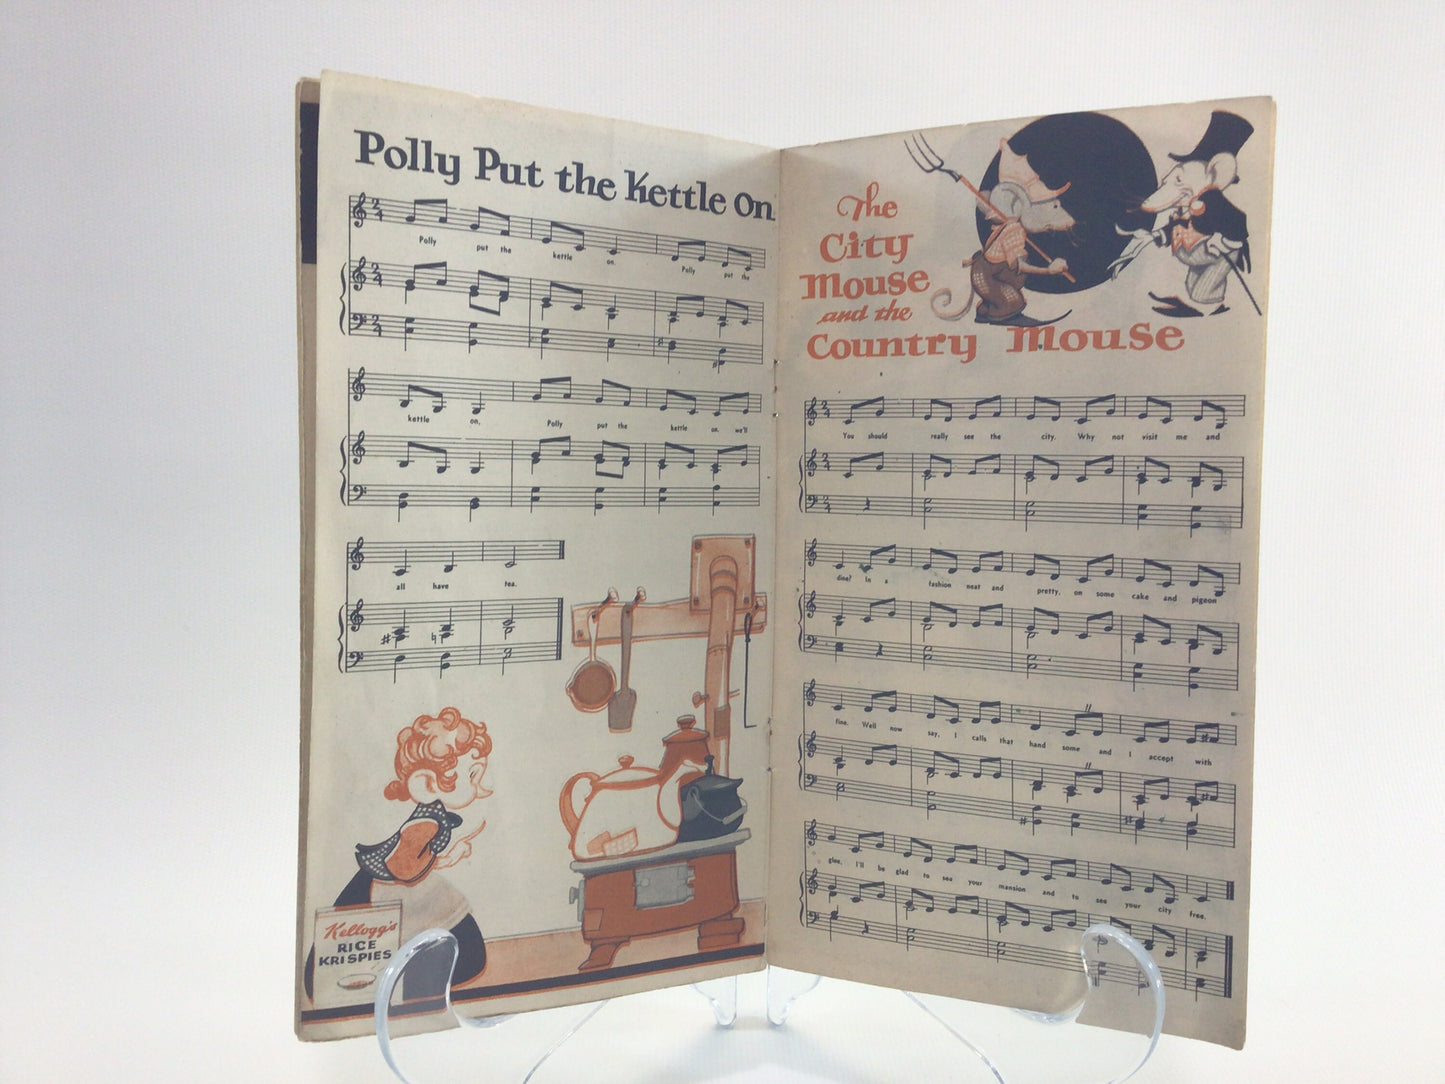 Polly Put the Kettle On
Polly put the kettle on. Polly put the
kettle on, Polly put the kettle on. we'll
all have tea.
Kellogg's
RICE
KRISPIES
The
City
Mouse
and the
Country Mouse
You should really see the city. Why not visit me and
dine? In a fashion neat and pretty, on some cake and pigeon
fine. Well now say, I calls that hand some and I accept with
glee, I'll be glad to see your mansion and to see your city free.